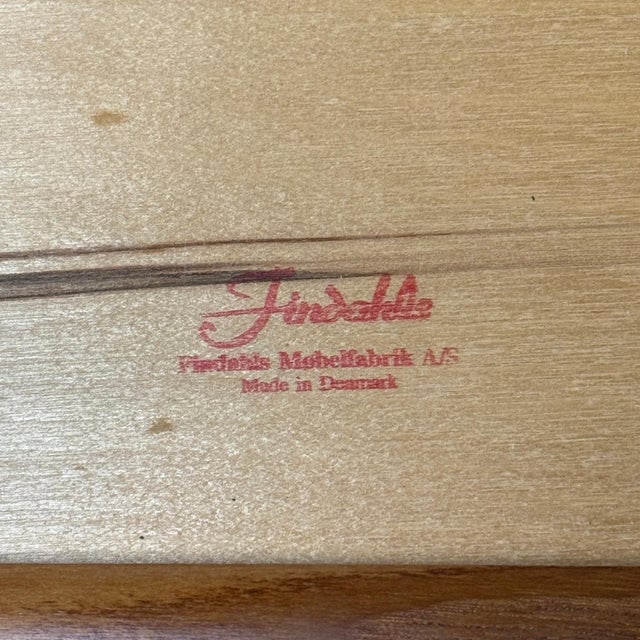 Findahls
Findahls Møbelfabrik A/S
Made in Denmark